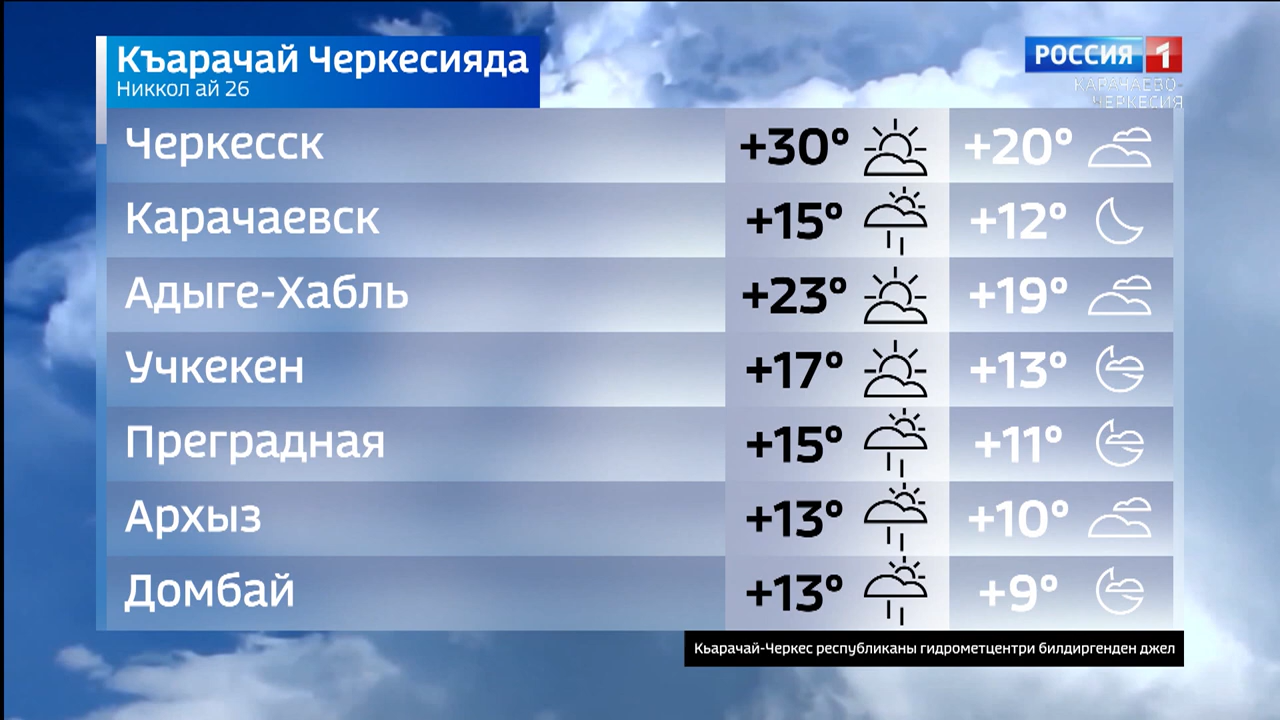 Къарачай Черкесияда
Никкол ай 26
РОССИЯ 1
КАРАЧАЕВО-
ЧЕРКЕСИЯ
Черкесск +30° +20°
Карачаевск +15° +12°
Адыге-Хабль +23° +19°
Учкекен +17° +13°
Преградная +15° +11°
Архыз +13° +10°
Домбай +13° +9°
Кьарачай-Черкес республиканы гидрометцентри билдиргенден джел